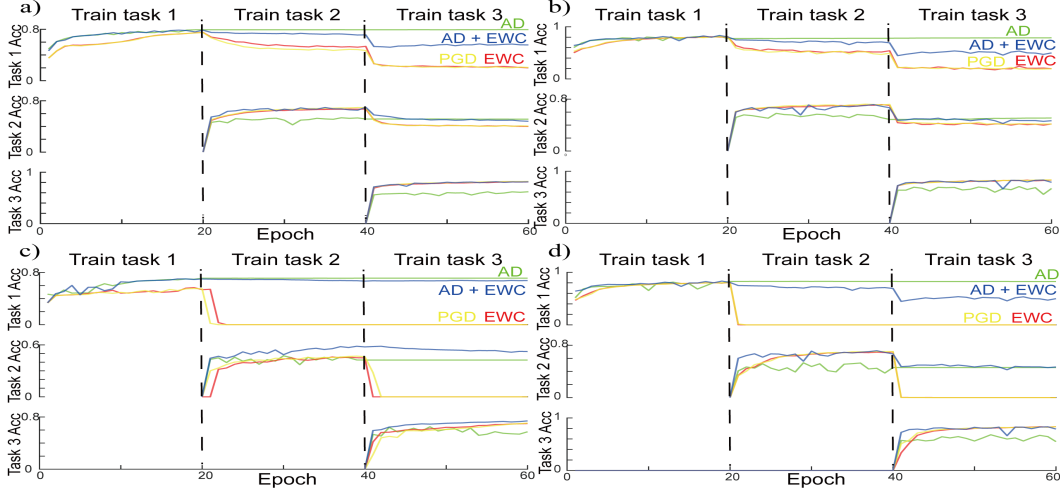 a)
Train task 1 Train task 2 Train task 3
0.8
Task 1 Acc
AD
AD + EWC
PGD EWC
0
0.8
Task 2 Acc
0
1
Task 3 Acc
0
0 20 40 60
Epoch
b)
Train task 1 Train task 2 Train task 3
1
0.8
Task 1 Acc
AD
AD + EWC
PGD EWC
0
0.8
Task 2 Acc
0
1
Task 3 Acc
0
0 20 40 60
Epoch
c)
Train task 1 Train task 2 Train task 3
0.8
Task 1 Acc
AD
AD + EWC
PGD EWC
0
0.6
Task 2 Acc
0
0.8
Task 3 Acc
0
0 20 40 60
Epoch
d)
Train task 1 Train task 2 Train task 3
1
Task 1 Acc
AD
AD + EWC
PGD EWC
0
0.8
Task 2 Acc
0
1
Task 3 Acc
0
0 20 40 60
Epoch